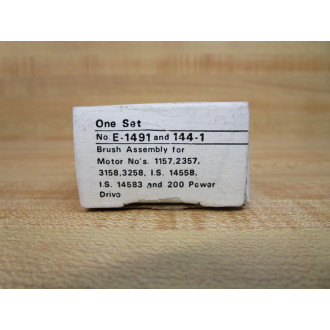 One Set
No. E-1491 and 144-1
Brush Assembly for
Motor No's. 1157,2357,
3158,3258, I.S. 14558,
I.S. 14583 and 200 Power
Drive